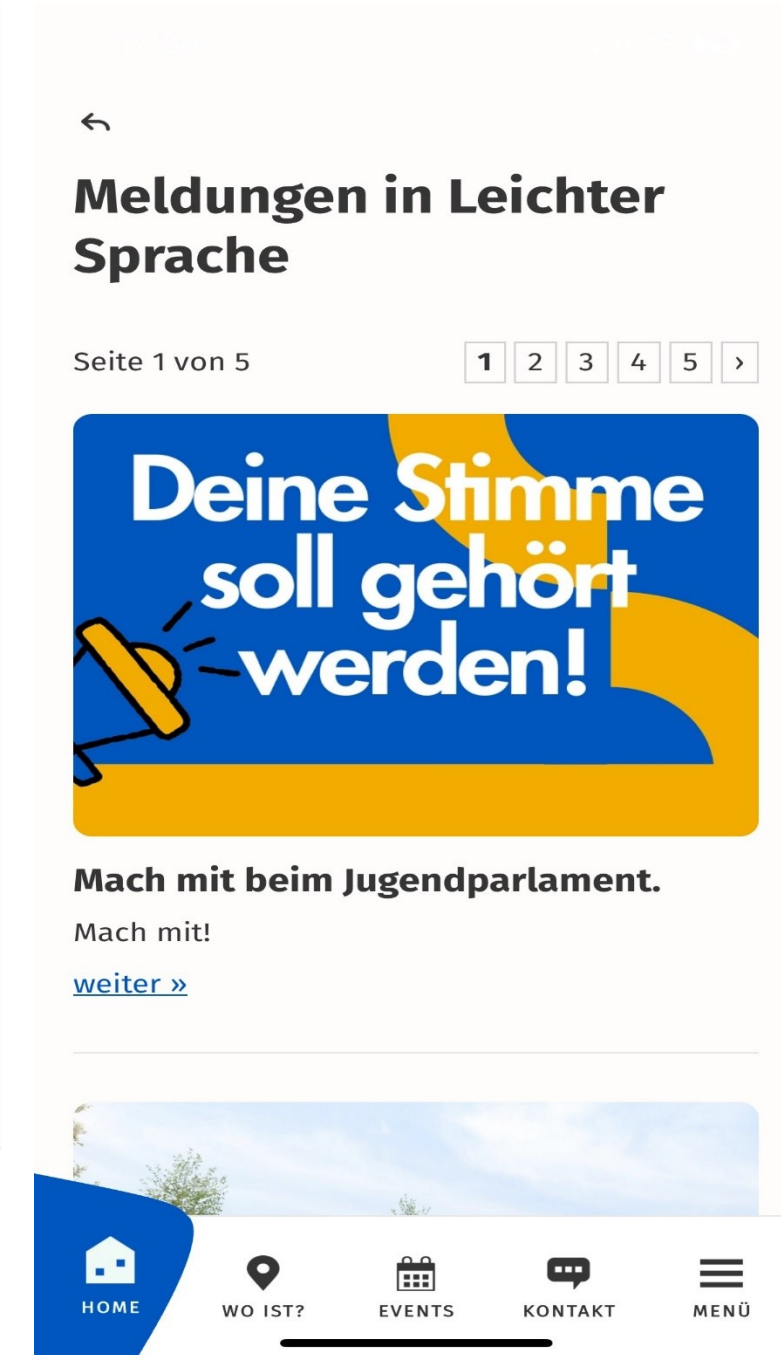 Meldungen in Leichter
Sprache
Seite 1 von 5
1 2 3 4 5 ›
Deine Stimme
soll gehört
werden!
Mach mit beim Jugendparlament.
Mach mit!
weiter »
HOME
WO IST?
EVENTS
KONTAKT
MENÜ